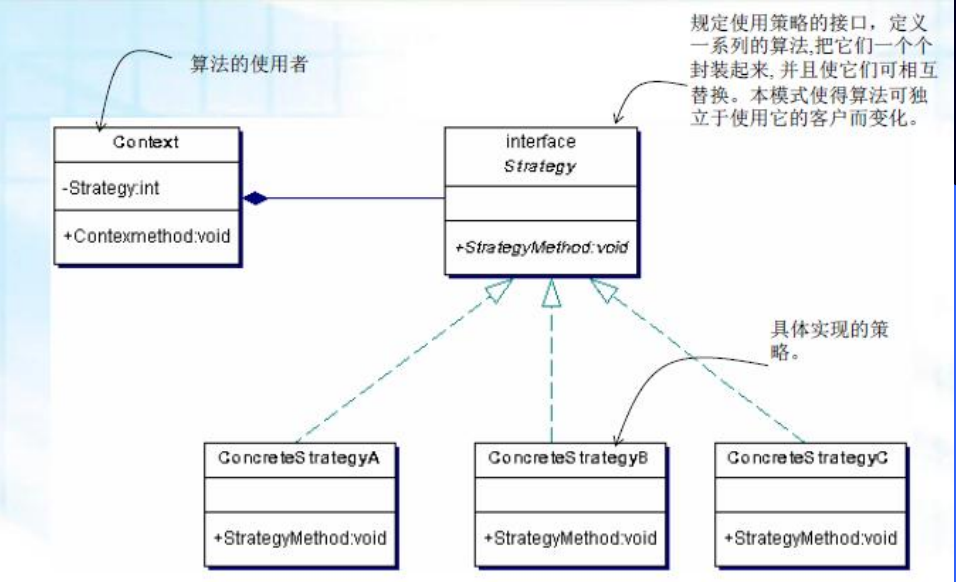 规定使用策略的接口，定义
一系列的算法,把它们一个个
封装起来, 并且使它们可相互
替换。本模式使得算法可独
立于使用它的客户而变化。
算法的使用者
Context
-Strategy:int
+Contexmethod:void
interface
Strategy
+StrategyMethod:void
具体实现的策
略。
ConcreteStrategyA
+StrategyMethod:void
ConcreteStrategyB
+StrategyMethod:void
ConcreteStrategyC
+StrategyMethod:void